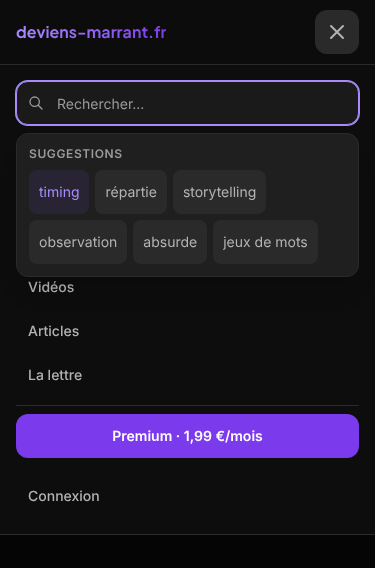 deviens-marrant.fr
Rechercher...
SUGGESTIONS
timing répartie storytelling
observation absurde jeux de mots
Vidéos
Articles
La lettre
Premium · 1,99 €/mois
Connexion